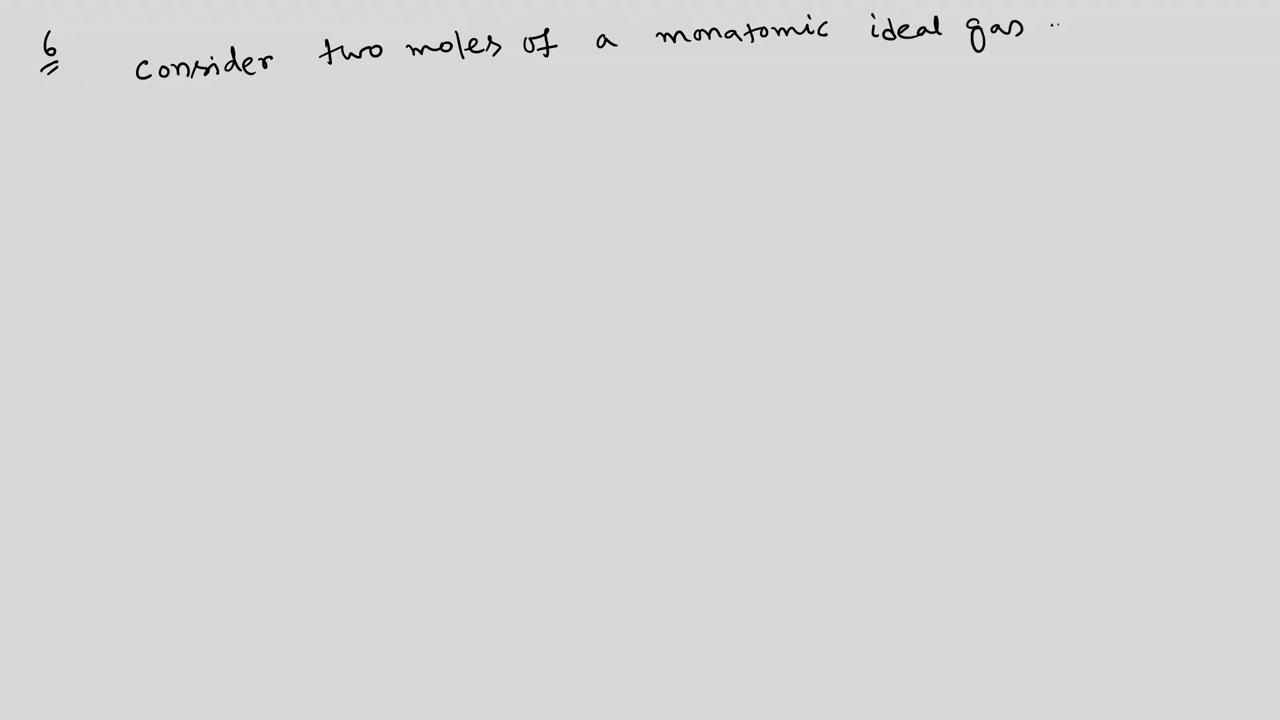 6 consider two moles of a monatomic ideal gas ..